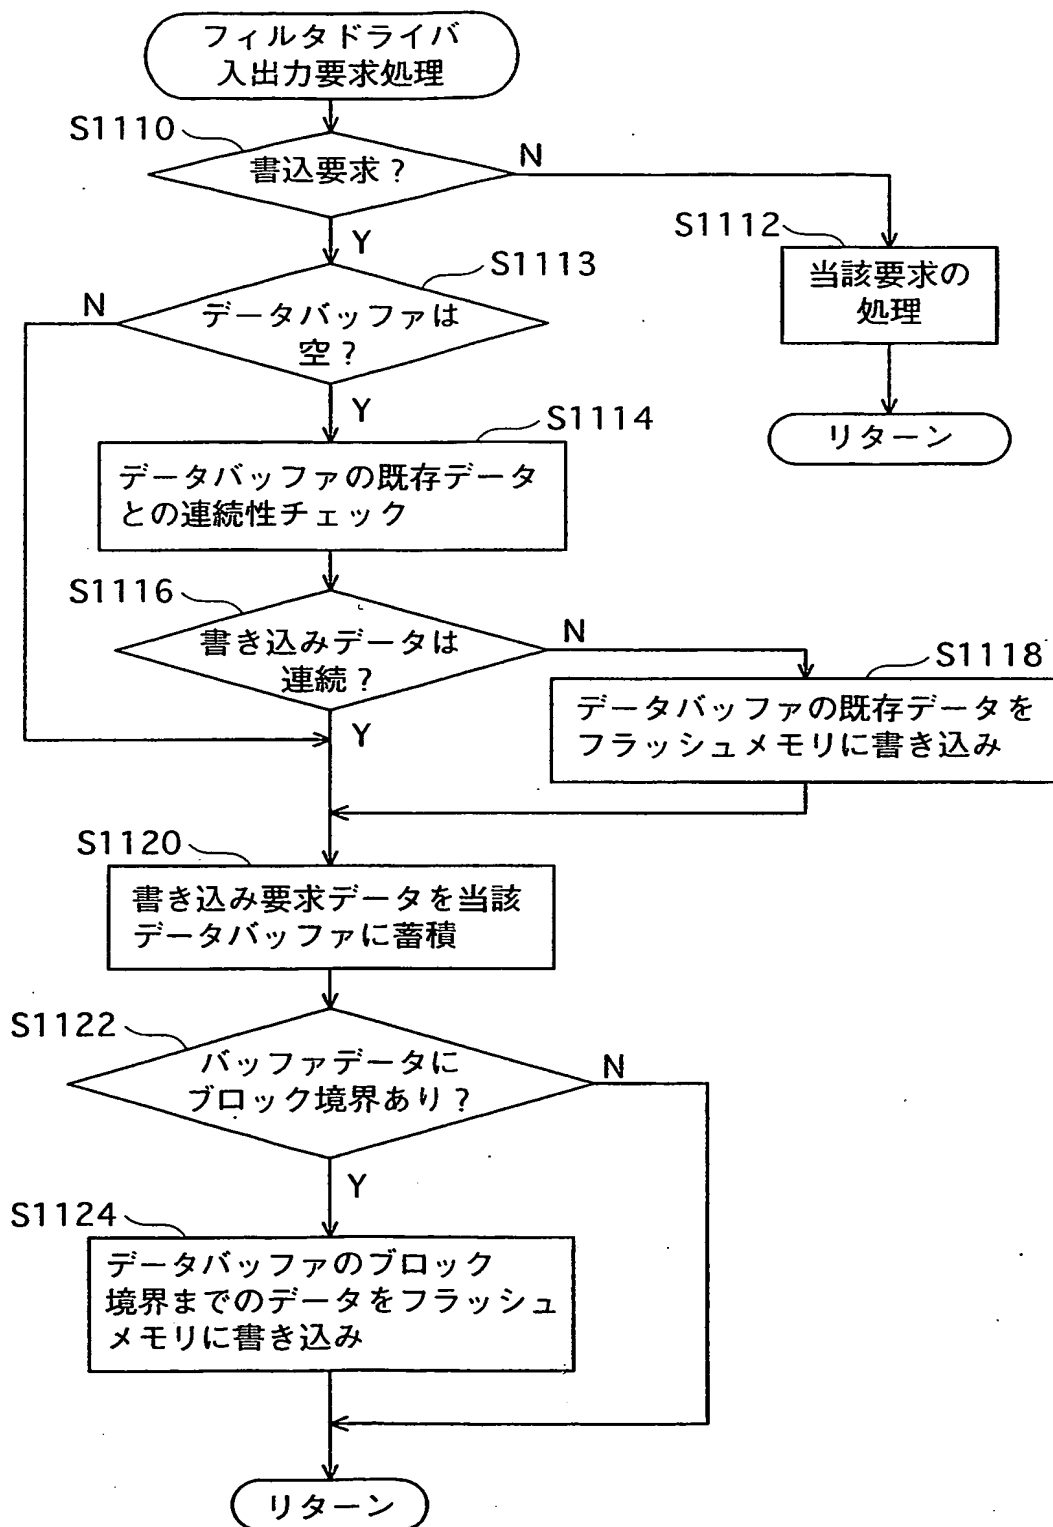 フィルタドライバ
入出力要求処理
S1110
書込要求？
N
Y
S1112
当該要求の
処理
リターン
S1113
N
データバッファは
空？
Y
S1114
データバッファの既存データ
との連続性チェック
S1116
書き込みデータは
連続？
N
Y
S1118
データバッファの既存データを
フラッシュメモリに書き込み
S1120
書き込み要求データを当該
データバッファに蓄積
S1122
バッファデータに
ブロック境界あり？
N
Y
S1124
データバッファのブロック
境界までのデータをフラッシュ
メモリに書き込み
リターン